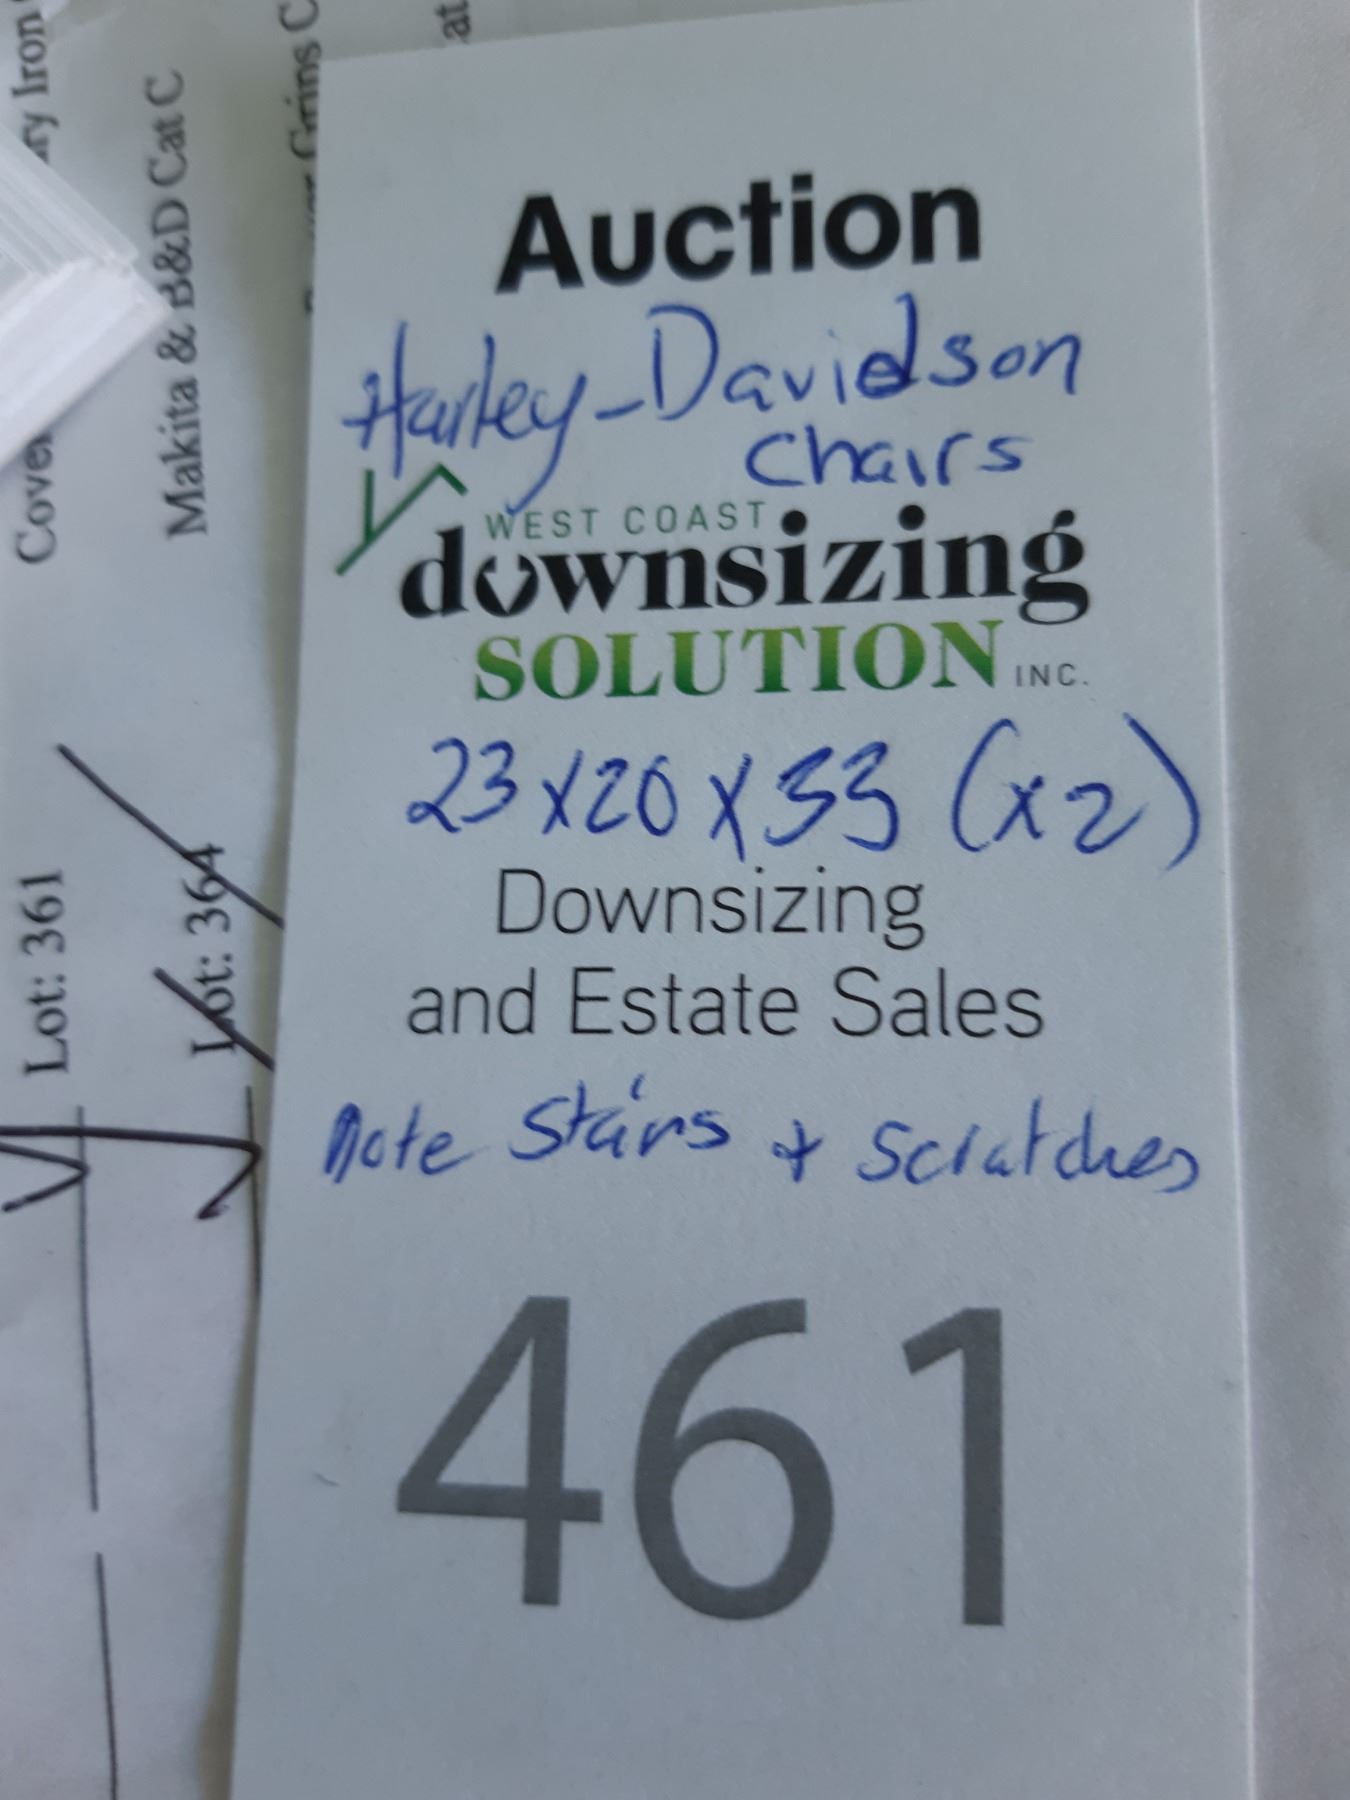 Auction
Harley-Davidson
chairs
WEST COAST
downsizing
SOLUTION INC.
23x20x33 (x2)
Downsizing
and Estate Sales
Note Stains + Scratches
461
Lot: 361
Lot: 364 Makita & B&D Cat C